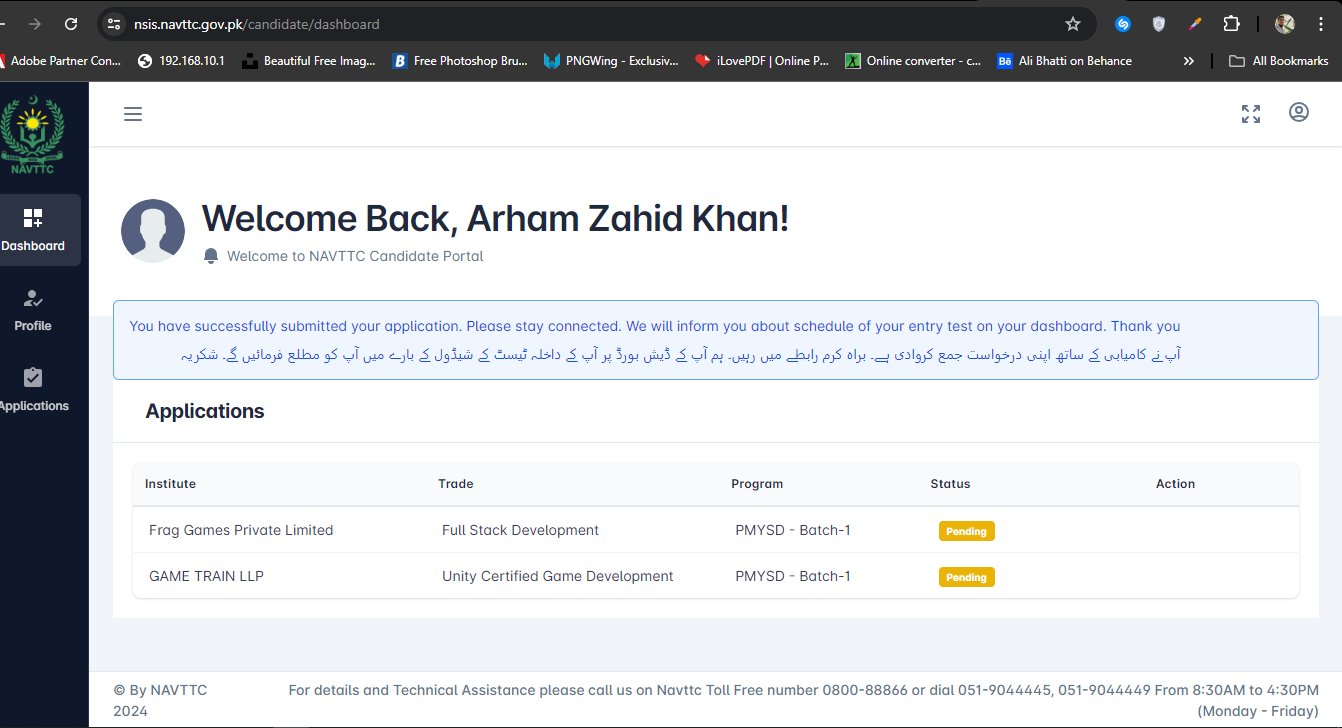 nsis.navttc.gov.pk/candidate/dashboard
Adobe Partner Con... 192.168.10.1 Beautiful Free Imag... Free Photoshop Bru... PNGWing - Exclusiv... iLovePDF | Online P... Online converter - c... Bē Ali Bhatti on Behance » All Bookmarks
NAVTTC
Dashboard
Profile
Applications
Welcome Back, Arham Zahid Khan!
Welcome to NAVTTC Candidate Portal
You have successfully submitted your application. Please stay connected. We will inform you about schedule of your entry test on your dashboard. Thank you
آپ نے کامیابی کے ساتھ اپنی درخواست جمع کروادی ہے۔ براہ کرم رابطے میں رہیں۔ ہم آپ کے ڈیش بورڈ پر آپ کے داخلہ ٹیسٹ کے شیڈول کے بارے میں آپ کو مطلع فرمائیں گے۔ شکریہ
Applications
Institute Trade Program Status Action
Frag Games Private Limited Full Stack Development PMYSD - Batch-1 Pending
GAME TRAIN LLP Unity Certified Game Development PMYSD - Batch-1 Pending
© By NAVTTC
2024
For details and Technical Assistance please call us on Navttc Toll Free number 0800-88866 or dial 051-9044445, 051-9044449 From 8:30AM to 4:30PM
(Monday - Friday)